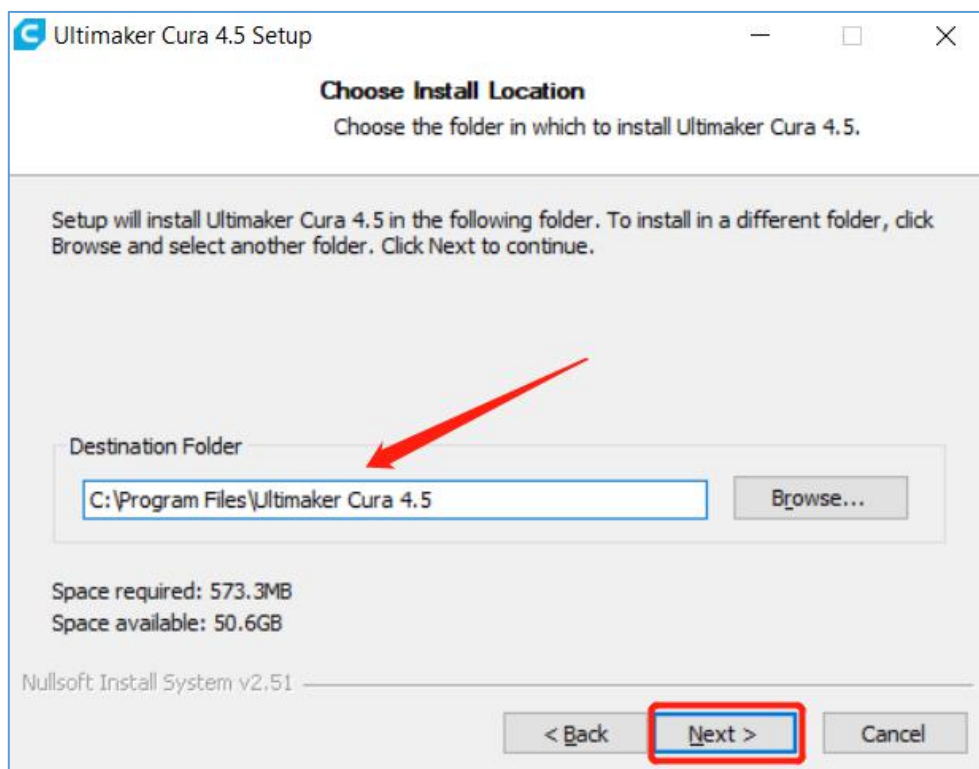 Ultimaker Cura 4.5 Setup
Choose Install Location
Choose the folder in which to install Ultimaker Cura 4.5.
Setup will install Ultimaker Cura 4.5 in the following folder. To install in a different folder, click
Browse and select another folder. Click Next to continue.
Destination Folder
C:\Program Files\Ultimaker Cura 4.5
Browse...
Space required: 573.3MB
Space available: 50.6GB
Nullsoft Install System v2.51
< Back
Next >
Cancel